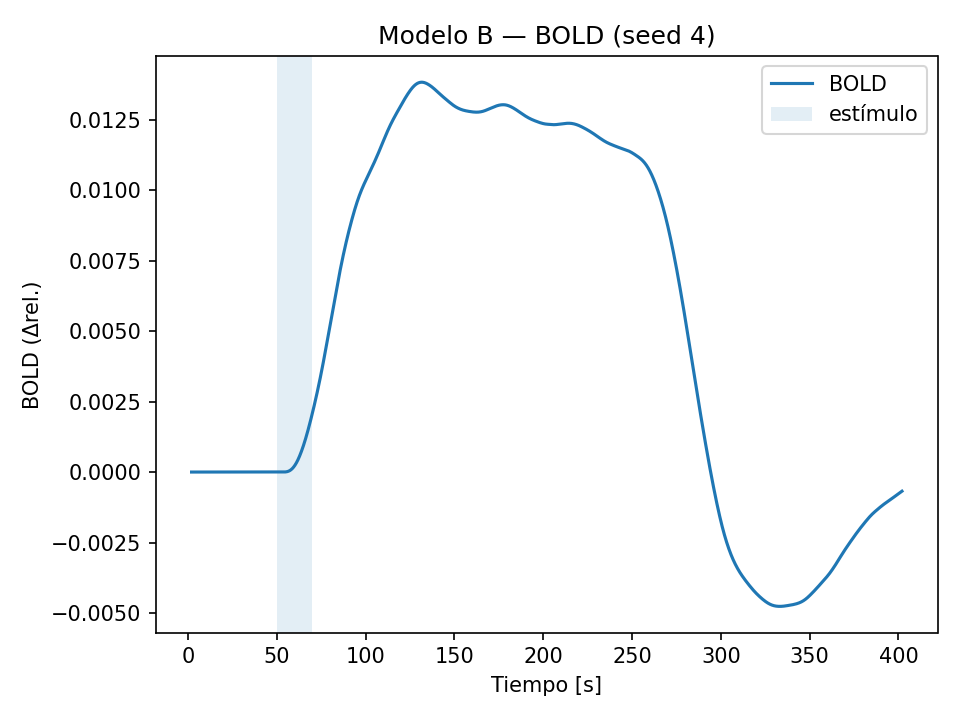 Modelo B — BOLD (seed 4)
BOLD
estímulo
BOLD (Δrel.)
0.0125
0.0100
0.0075
0.0050
0.0025
0.0000
−0.0025
−0.0050
0 50 100 150 200 250 300 350 400
Tiempo [s]